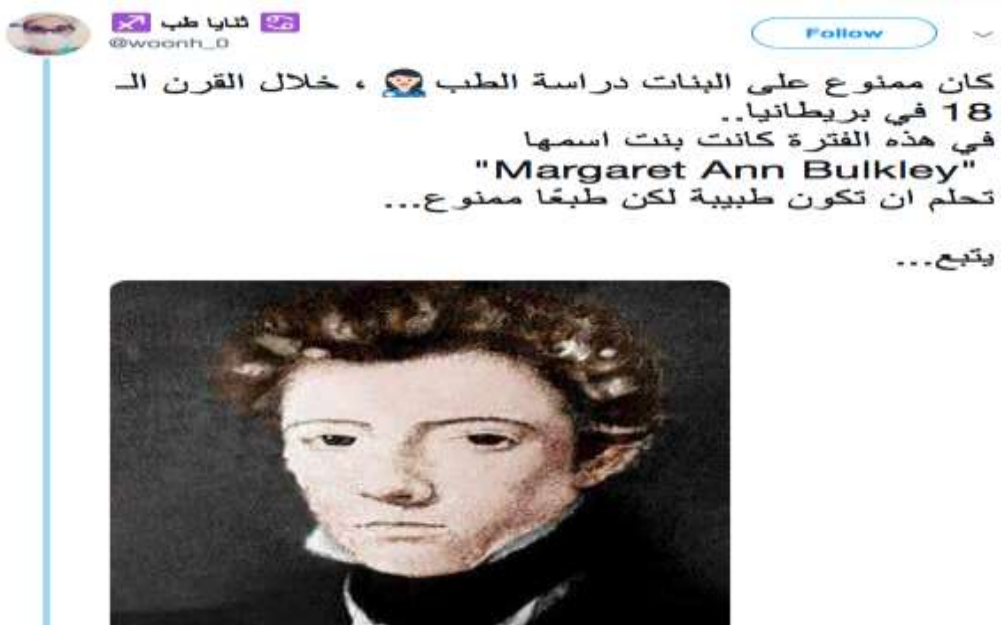 ثنايا طب
@woonh_0
Follow
كان ممنوع على البنات دراسة الطب ، خلال القرن الـ
18 في بريطانيا..
في هذه الفترة كانت بنت اسمها
"Margaret Ann Bulkley"
تحلم ان تكون طبيبة لكن طبعًا ممنوع...
يتبع...